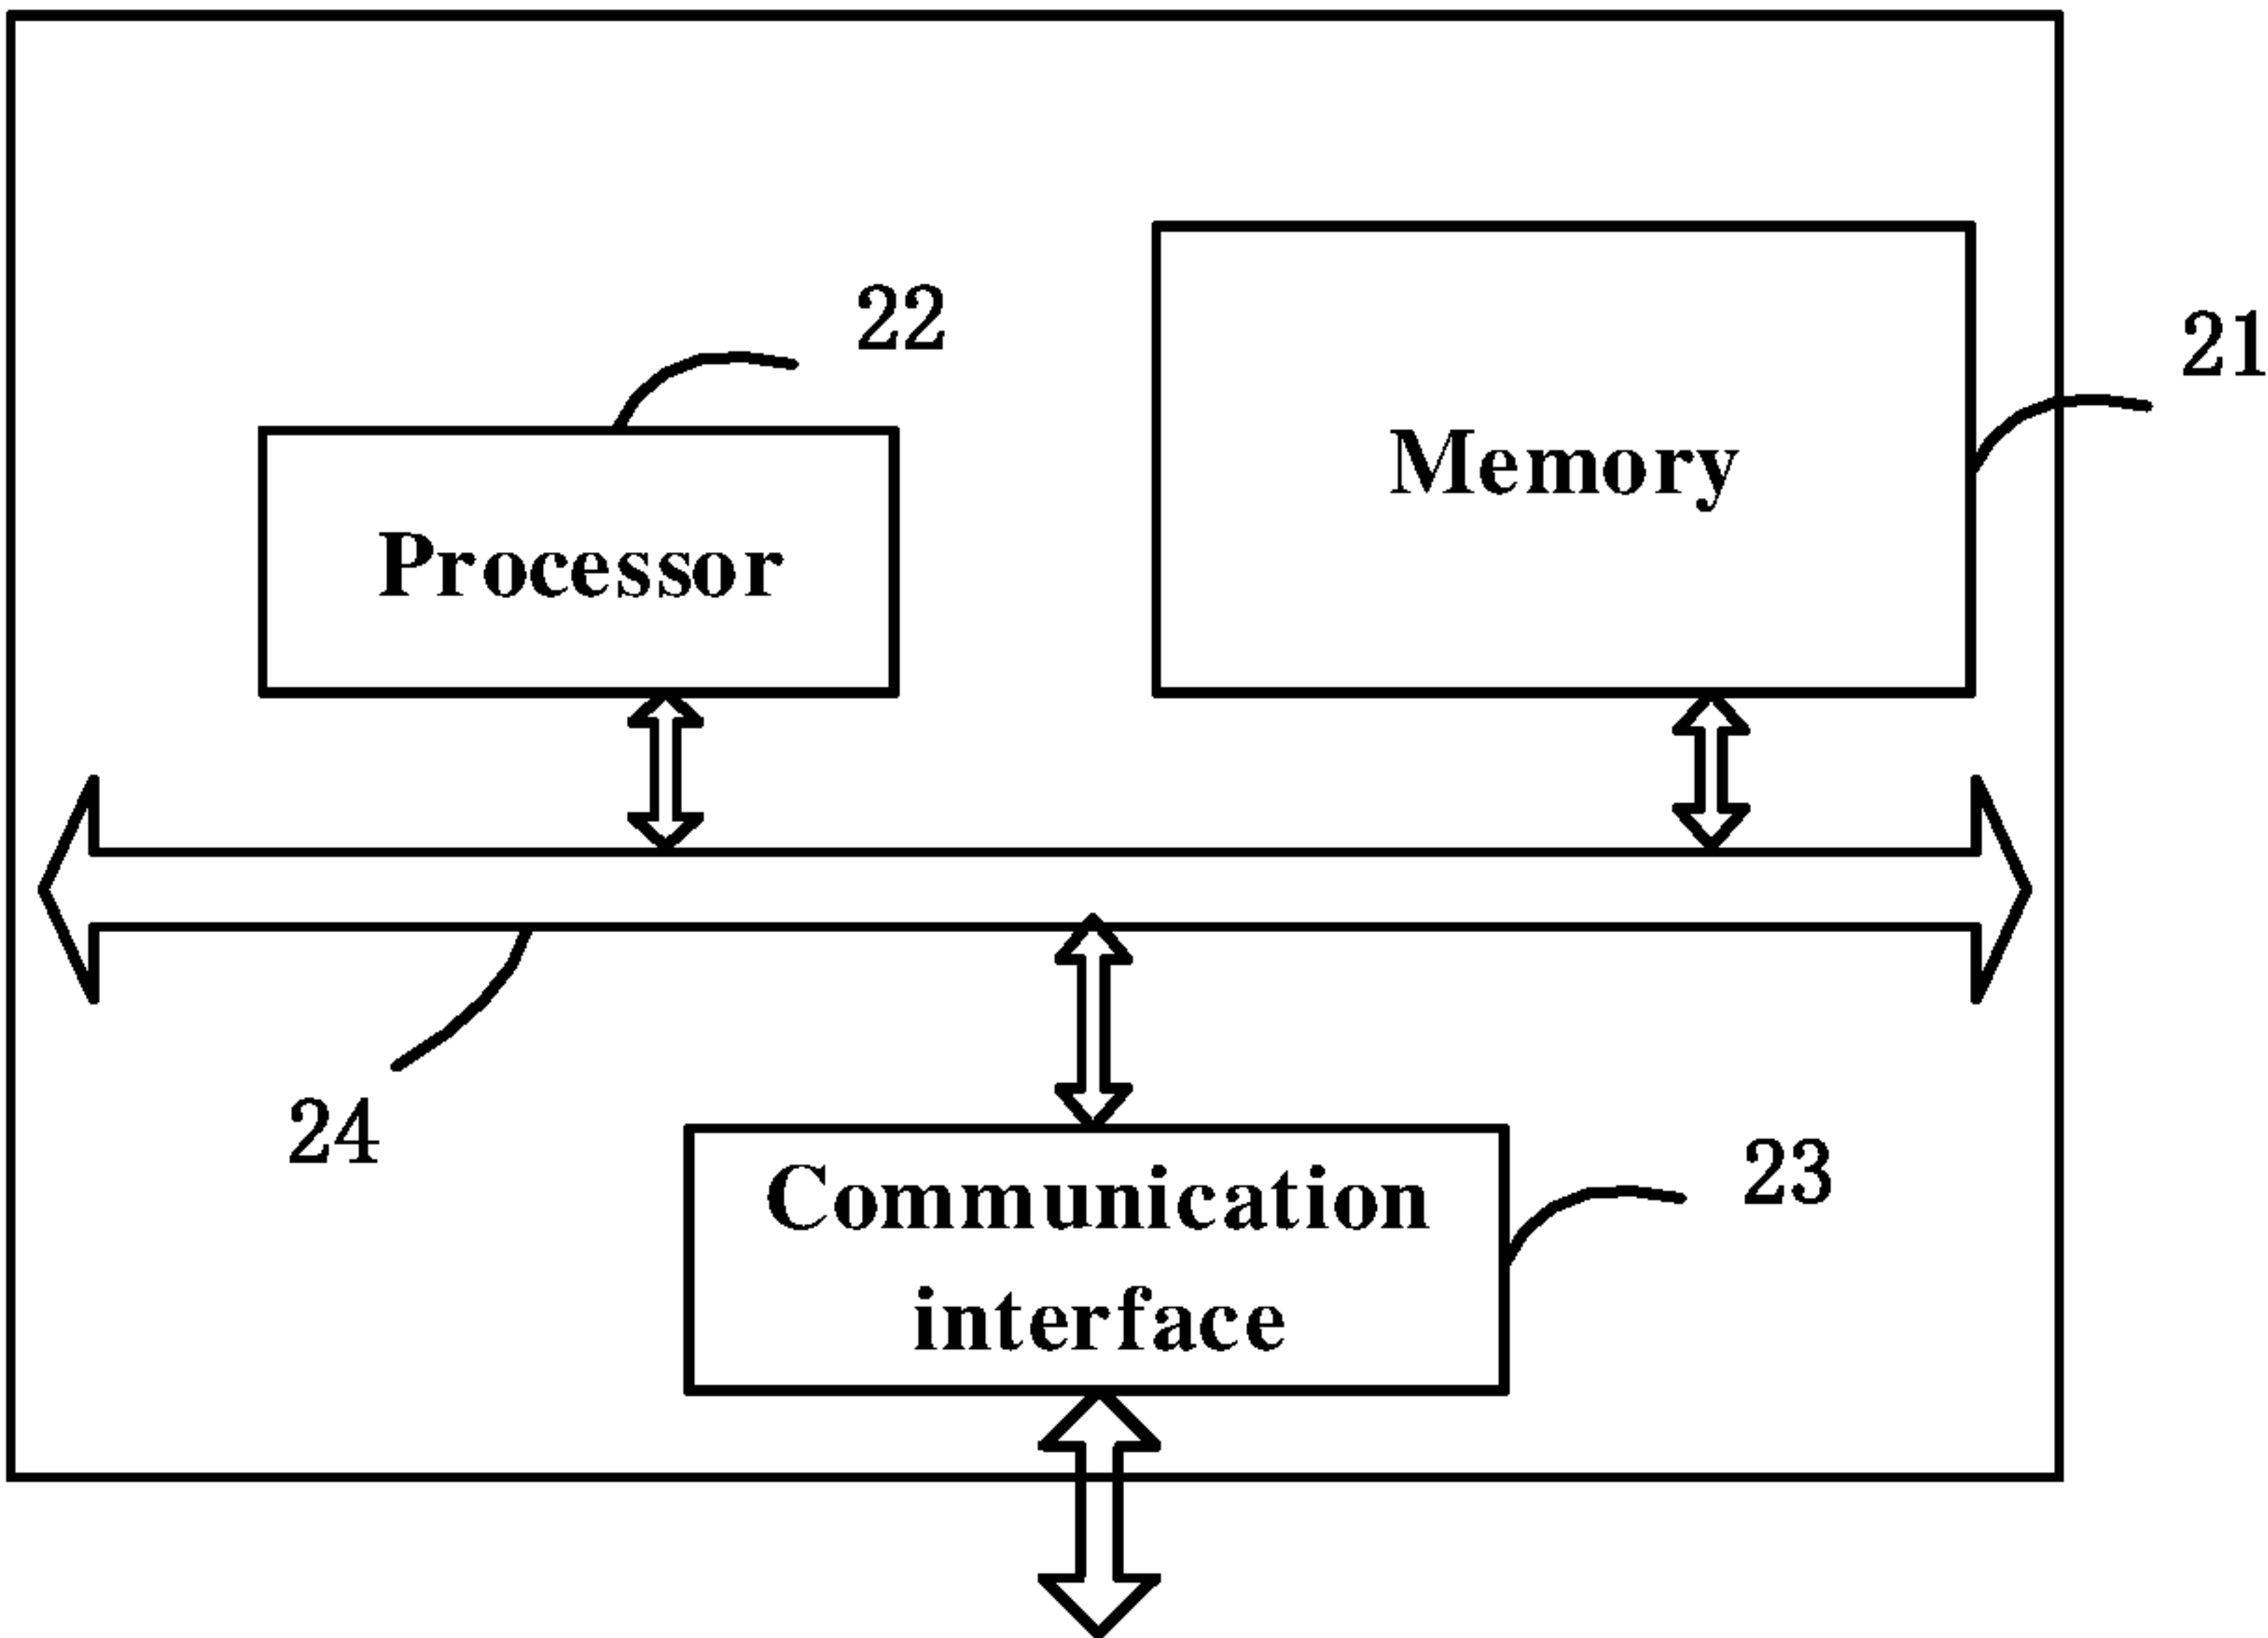 22
21
Memory
Processor
24
23
Communication
interface